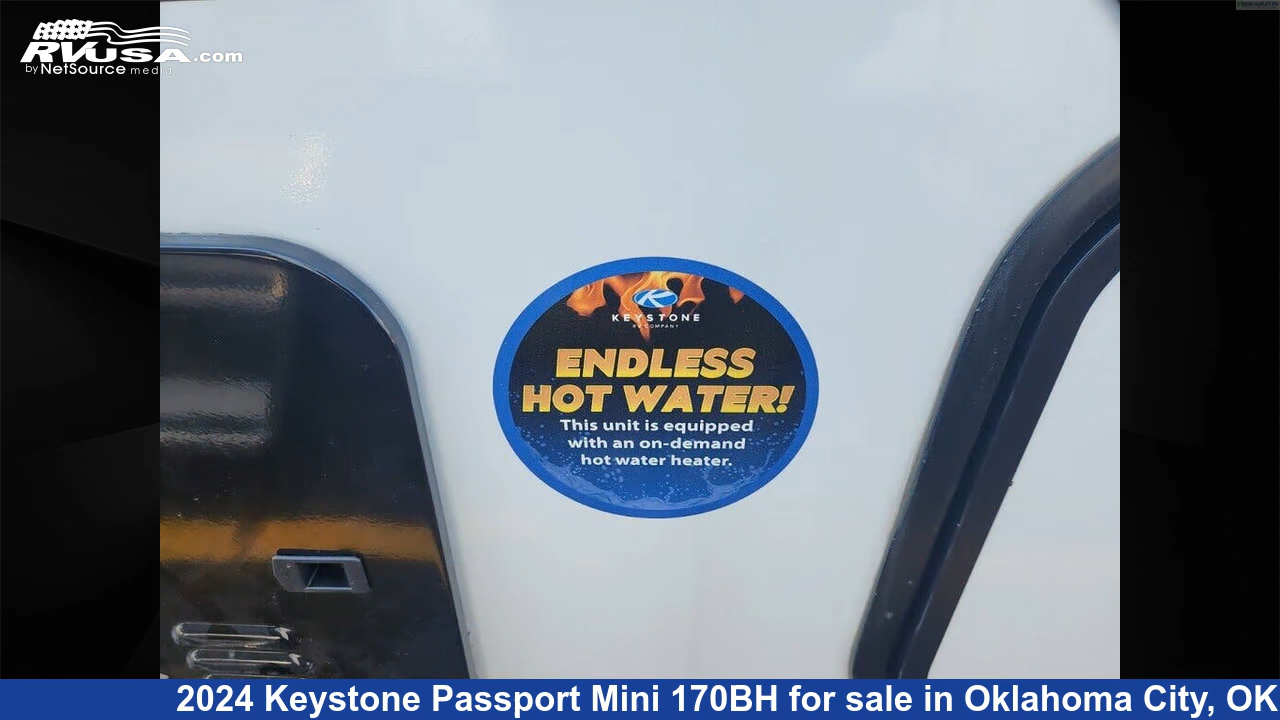 RVUSA.com
by NetSource media
KEYSTONE
RV COMPANY
ENDLESS
HOT WATER!
This unit is equipped
with an on-demand
hot water heater.
2024 Keystone Passport Mini 170BH for sale in Oklahoma City, OK